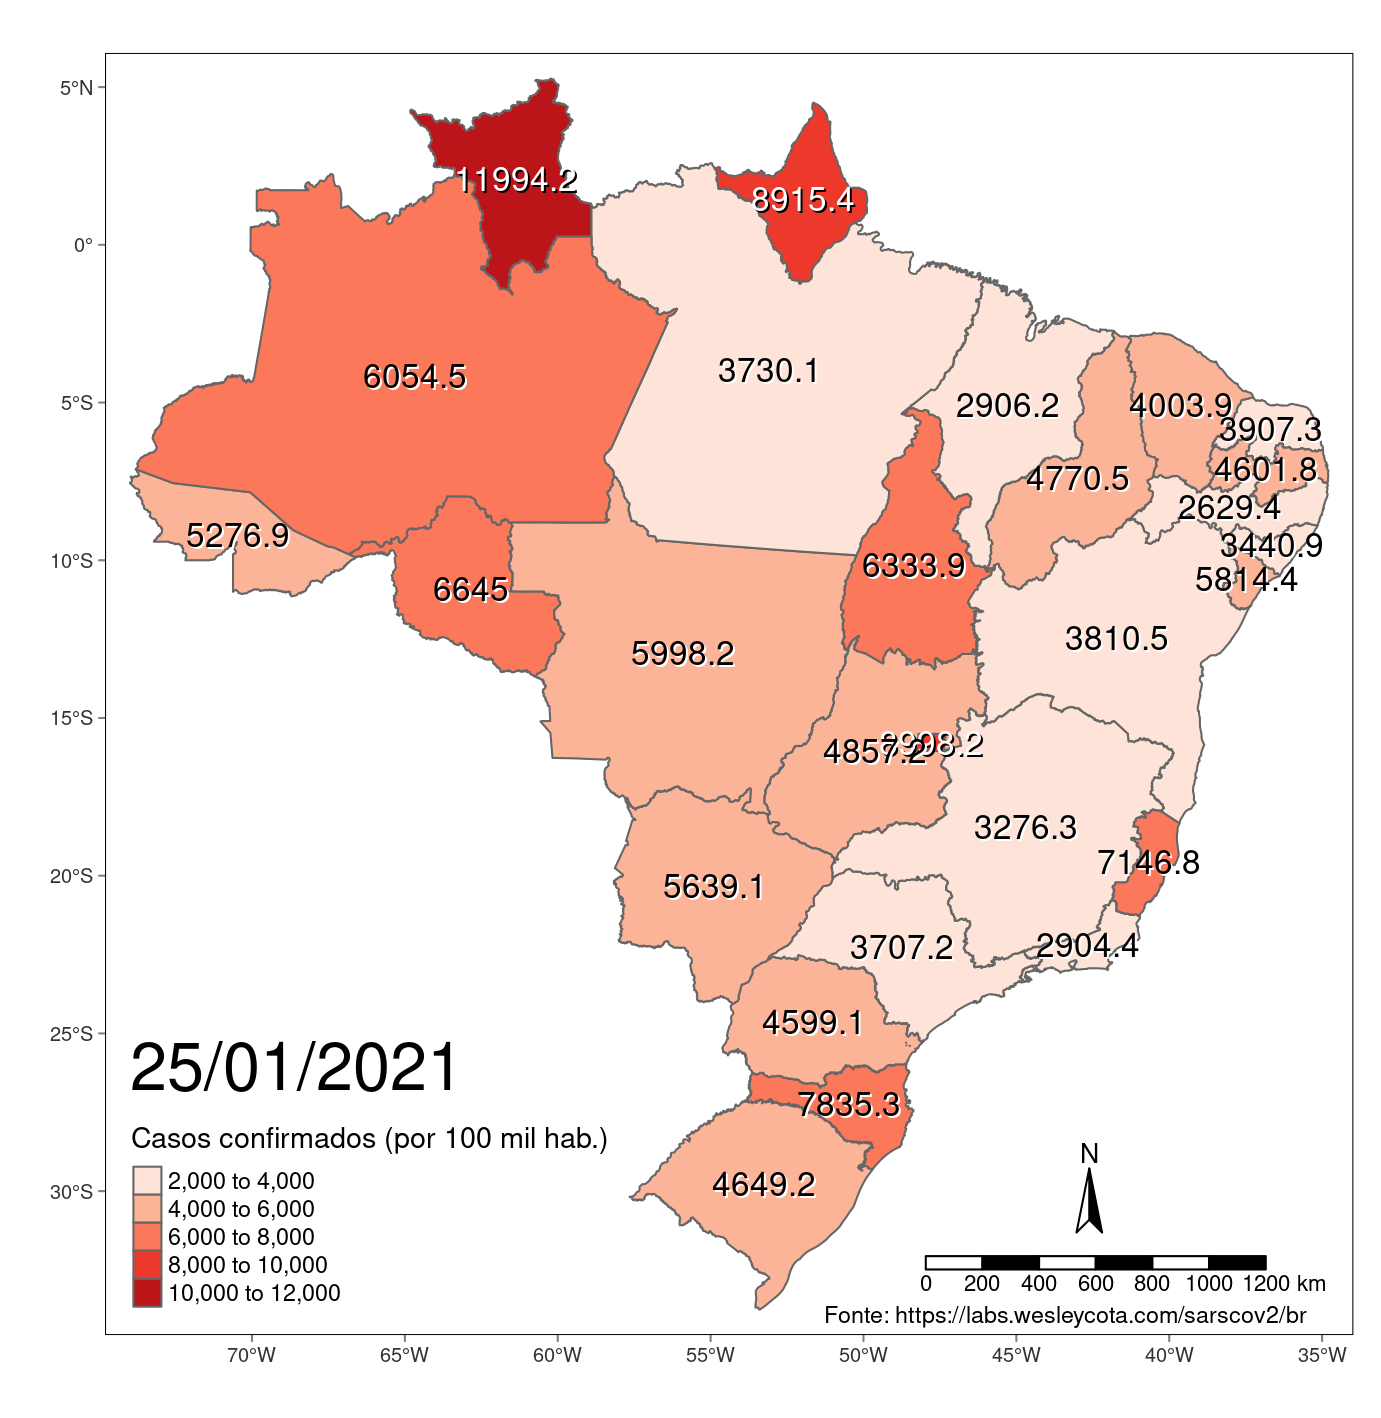 5°N
0°
5°S
10°S
15°S
20°S
25°S
30°S
11994.2
8915.4
6054.5
3730.1
2906.2
4003.9
3907.3
4601.8
4770.5
2629.4
5276.9
3440.9
6333.9
5814.4
6645
3810.5
5998.2
4857.2
3276.3
7146.8
5639.1
3707.2
2904.4
4599.1
7835.3
4649.2
25/01/2021
Casos confirmados (por 100 mil hab.)
2,000 to 4,000
4,000 to 6,000
6,000 to 8,000
8,000 to 10,000
10,000 to 12,000
N
0 200 400 600 800 1000 1200 km
Fonte: https://labs.wesleycota.com/sarscov2/br
70°W 65°W 60°W 55°W 50°W 45°W 40°W 35°W